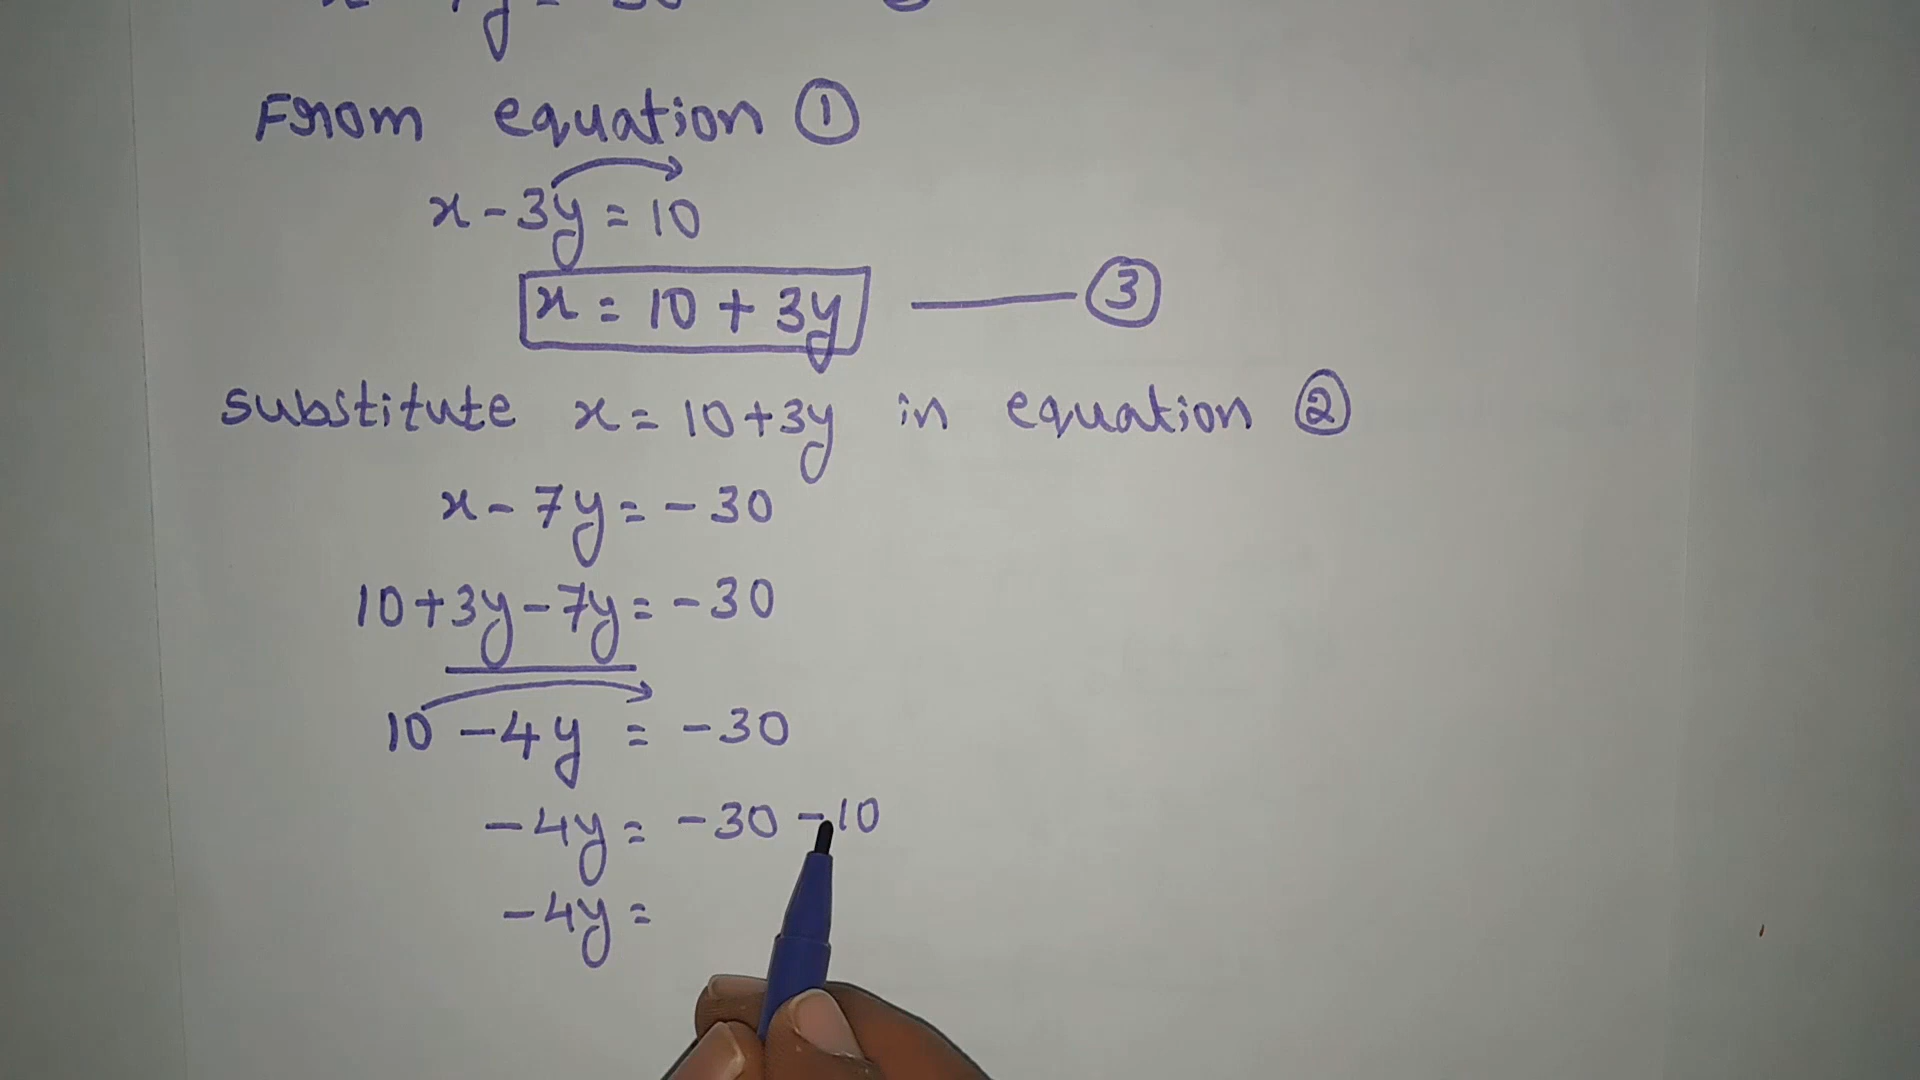 From equation ①
x - 3y = 10
x = 10 + 3y ——— ③
substitute x = 10+3y in equation ②
x - 7y = - 30
10+3y-7y = -30
10 -4y = -30
-4y = -30 -10
-4y =